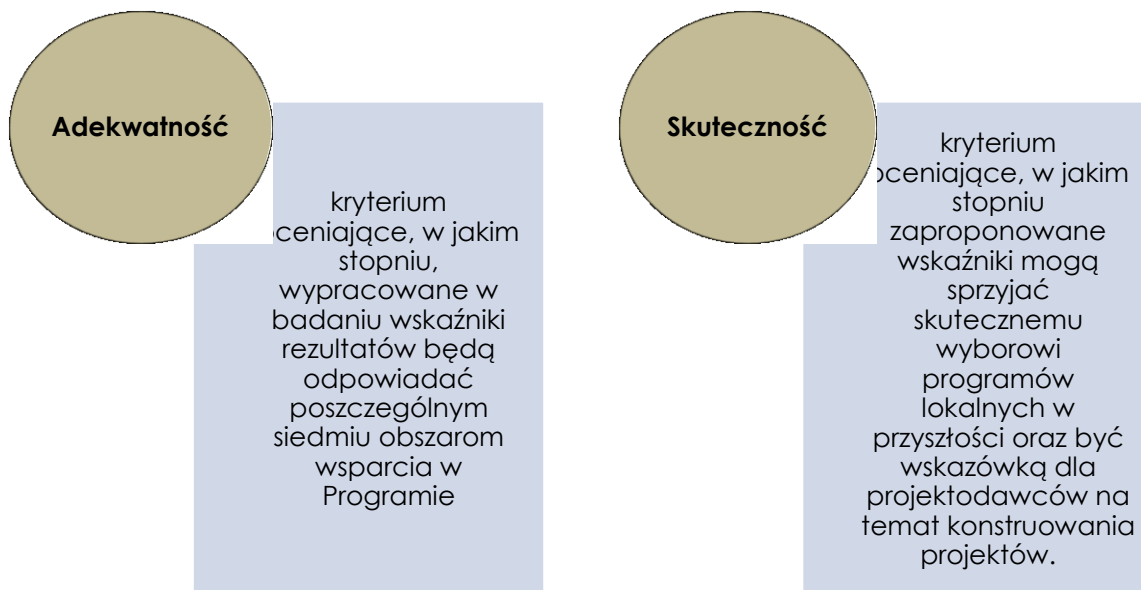 Adekwatność
kryterium
oceniające, w jakim
stopniu,
wypracowane w
badaniu wskaźniki
rezultatów będą
odpowiadać
poszczególnym
siedmiu obszarom
wsparcia w
Programie
Skuteczność
kryterium
oceniające, w jakim
stopniu
zaproponowane
wskaźniki mogą
sprzyjać
skutecznemu
wyborowi
programów
lokalnych w
przyszłości oraz być
wskazówką dla
projektodawców na
temat konstruowania
projektów.